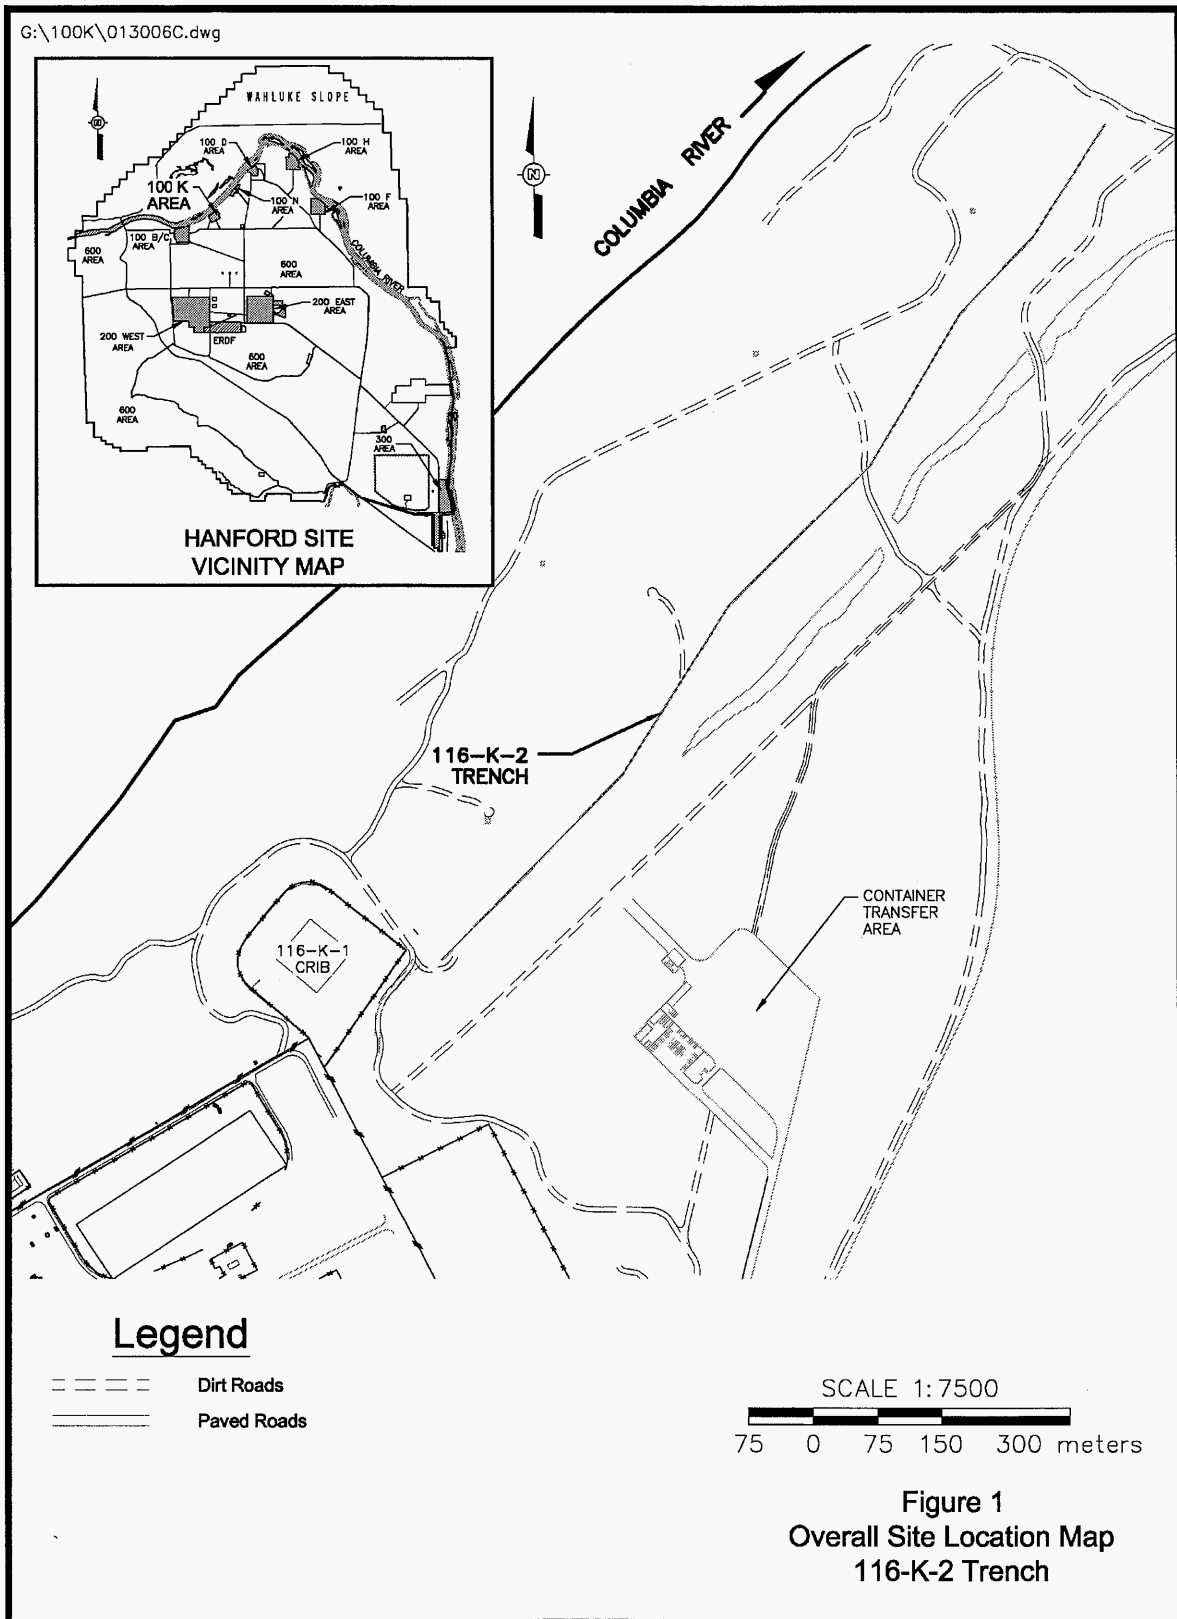 G:\100K\013006C.dwg
WAHLUKE SLOPE
N
100 D
AREA
100 H
AREA
100 K
AREA
100 N
AREA
100 F
AREA
100 B/C
AREA
600
AREA
COLUMBIA RIVER
600
AREA
200 EAST
AREA
200 WEST
AREA
ERDF
600
AREA
600
AREA
300
AREA
HANFORD SITE
VICINITY MAP
N
COLUMBIA RIVER
116-K-2
TRENCH
CONTAINER
TRANSFER
AREA
116-K-1
CRIB
Legend
Dirt Roads
Paved Roads
SCALE 1:7500
75 0 75 150 300 meters
Figure 1
Overall Site Location Map
116-K-2 Trench